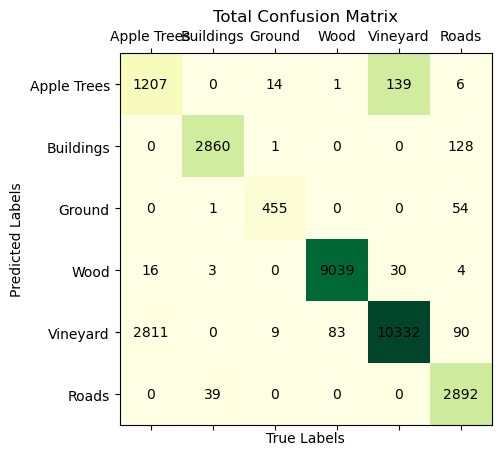 Total Confusion Matrix
Apple Trees Buildings Ground Wood Vineyard Roads
Apple Trees 1207 0 14 1 139 6
Buildings 0 2860 1 0 0 128
Ground 0 1 455 0 0 54
Wood 16 3 0 9039 30 4
Vineyard 2811 0 9 83 10332 90
Roads 0 39 0 0 0 2892
Predicted Labels
True Labels